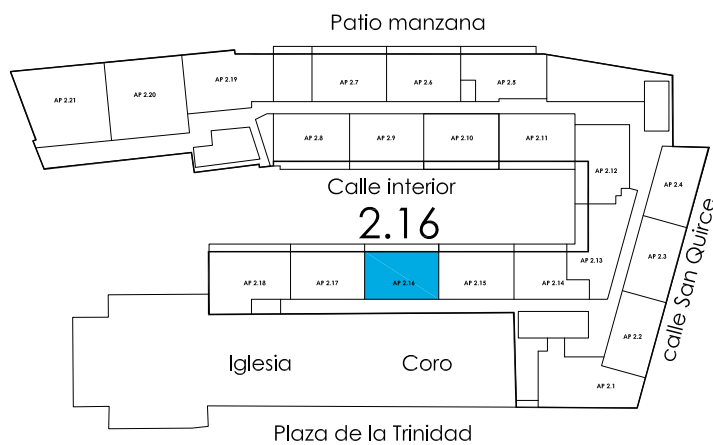 Patio manzana
AP 2.19
AP 2.20
AP 2.21
AP 2.7
AP 2.6
AP 2.5
AP 2.8
AP 2.9
AP 2.10
AP 2.11
AP 2.12
AP 2.4
Calle interior
2.16
AP 2.3
calle San Quirce
AP 2.13
AP 2.18
AP 2.17
AP 2.16
AP 2.15
AP 2.14
AP 2.2
Iglesia
Coro
AP 2.1
Plaza de la Trinidad